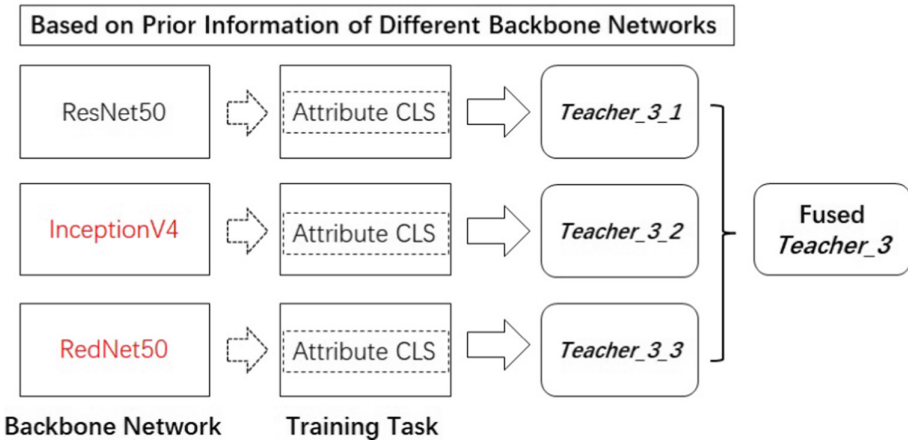 Based on Prior Information of Different Backbone Networks
ResNet50
Attribute CLS
Teacher_3_1
InceptionV4
Attribute CLS
Teacher_3_2
Fused
Teacher_3
RedNet50
Attribute CLS
Teacher_3_3
Backbone Network
Training Task